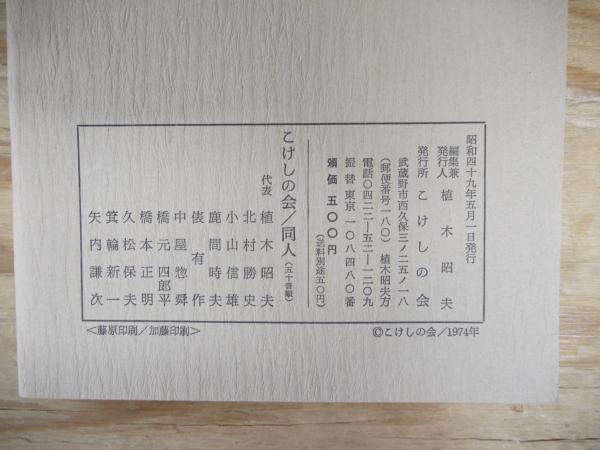 昭和四十九年五月一日発行
編集兼
発行人 植木昭夫
発行所 こけしの会
武蔵野市西久保三ノ二五ノ一八
(郵便番号一八〇) 植木昭夫方
電話〇四二二―五二―一二〇九
振替 東京 一〇八四八〇番
頒価 五〇〇円
(送料別途五〇円)
こけしの会/同人(五十音順)
代表 植木昭夫
北村勝史
小山信雄
鹿間時夫
俵有作
中屋惣舜
橋元四郎平
橋本正明
久松保夫
箕輪新一
矢内謙次
©こけしの会/1974年
<藤原印刷/加藤印刷>